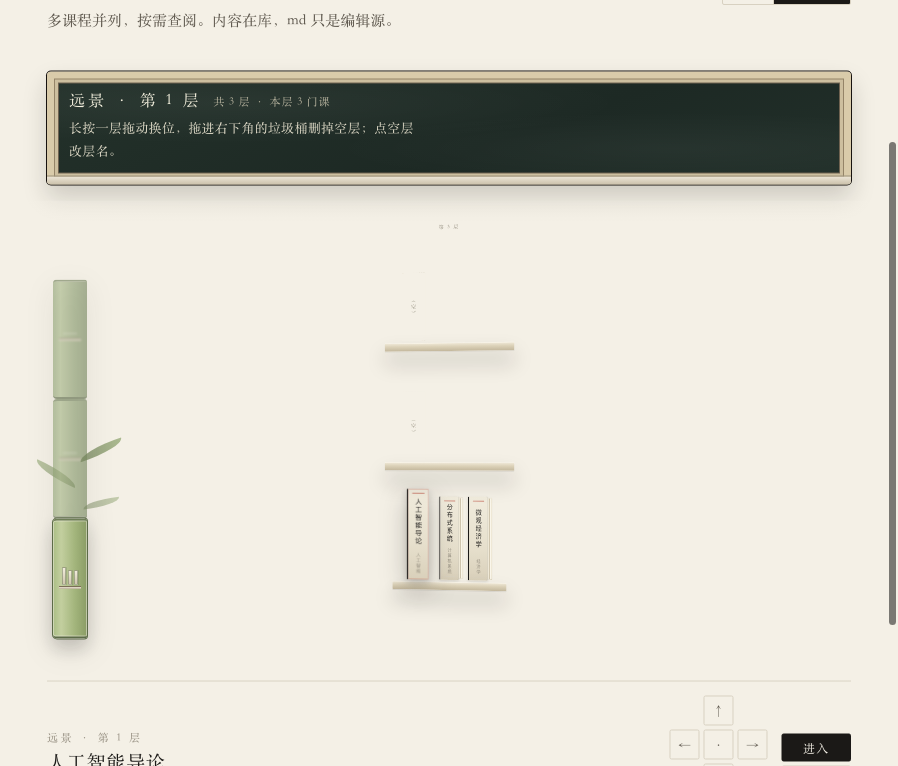 多课程并列，按需查阅。内容在库，md 只是编辑源。
远景 · 第 1 层 共 3 层 · 本层 3 门课
长按一层拖动换位，拖进右下角的垃圾桶删掉空层；点空层
改层名。
人工智能导论
分布式系统
微观经济学
远景 · 第 1 层
↑
← · →
进入
人工智能导论